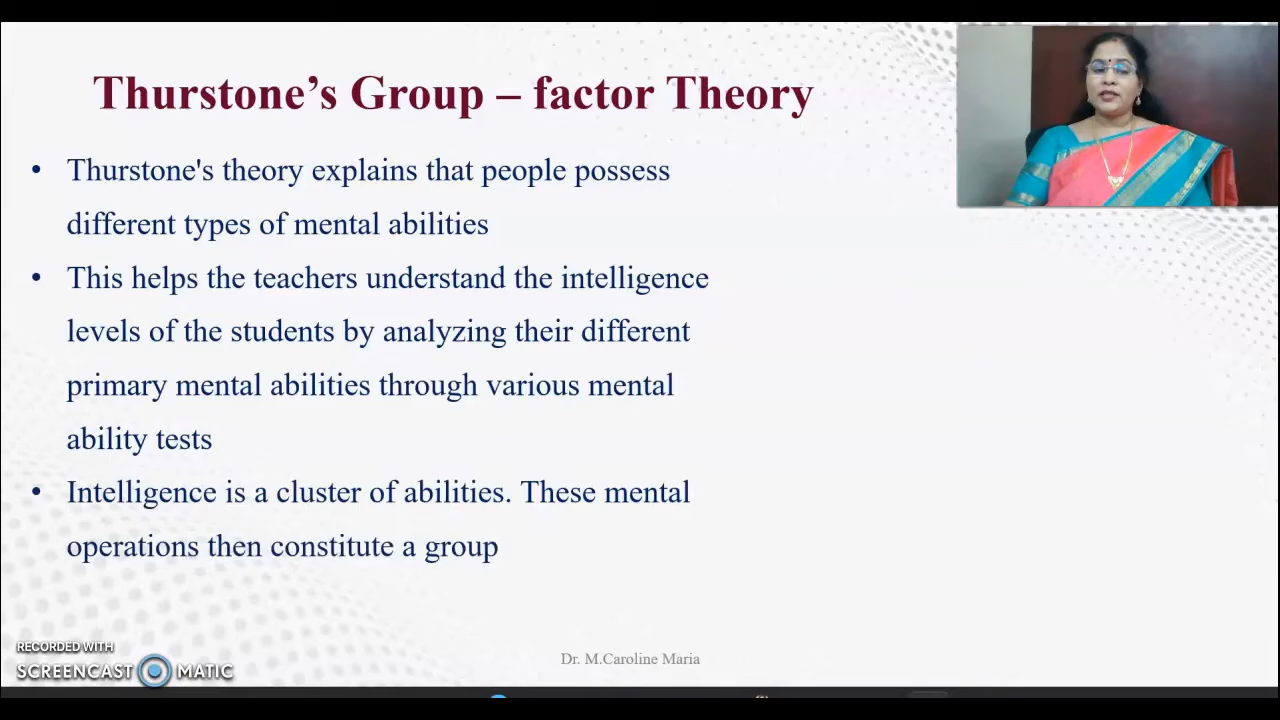 Thurstone's Group – factor Theory
• Thurstone's theory explains that people possess
different types of mental abilities
• This helps the teachers understand the intelligence
levels of the students by analyzing their different
primary mental abilities through various mental
ability tests
• Intelligence is a cluster of abilities. These mental
operations then constitute a group
RECORDED WITH
SCREENCAST MATIC
Dr. M.Caroline Maria